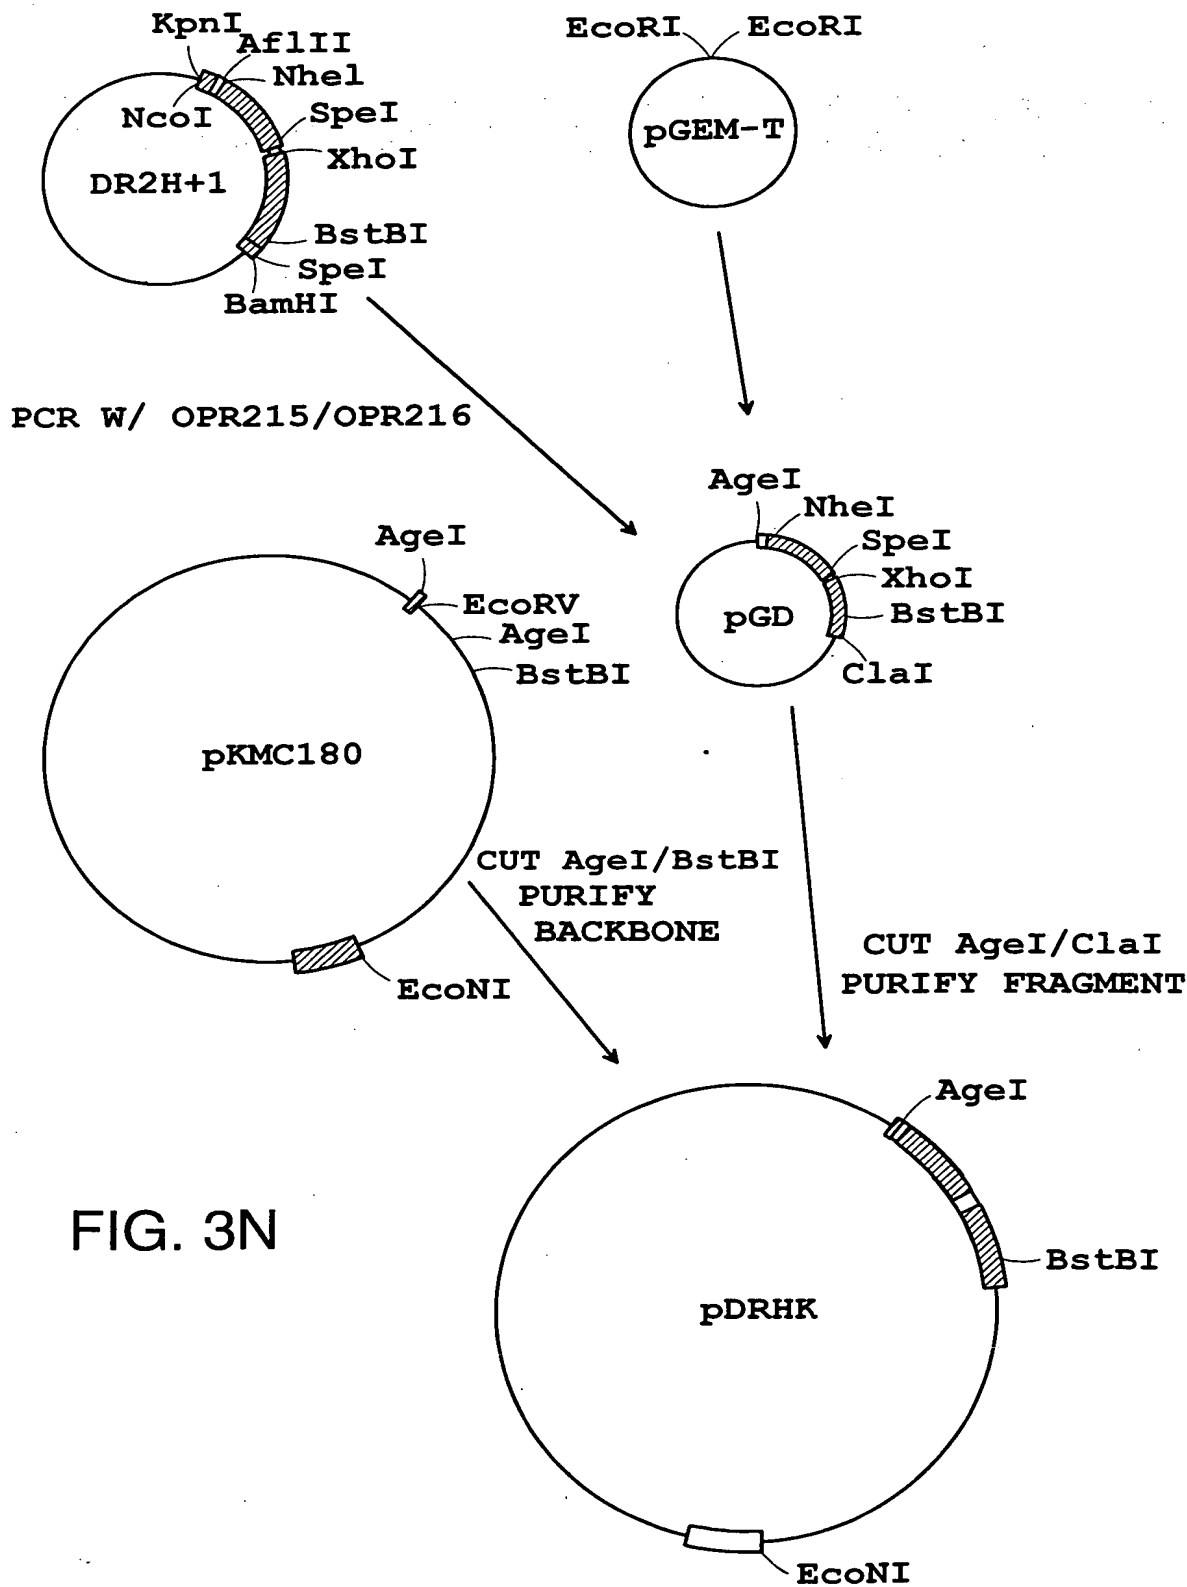 KpnI
AflII
Nhel
NcoI
SpeI
XhoI
DR2H+1
BstBI
SpeI
BamHI
EcoRI EcoRI
pGEM-T
PCR W/ OPR215/OPR216
AgeI
NheI
SpeI
XhoI
BstBI
pGD
ClaI
AgeI
EcoRV
AgeI
BstBI
pKMC180
CUT AgeI/BstBI
PURIFY
BACKBONE
EcoNI
CUT AgeI/ClaI
PURIFY FRAGMENT
AgeI
BstBI
pDRHK
EcoNI
FIG. 3N